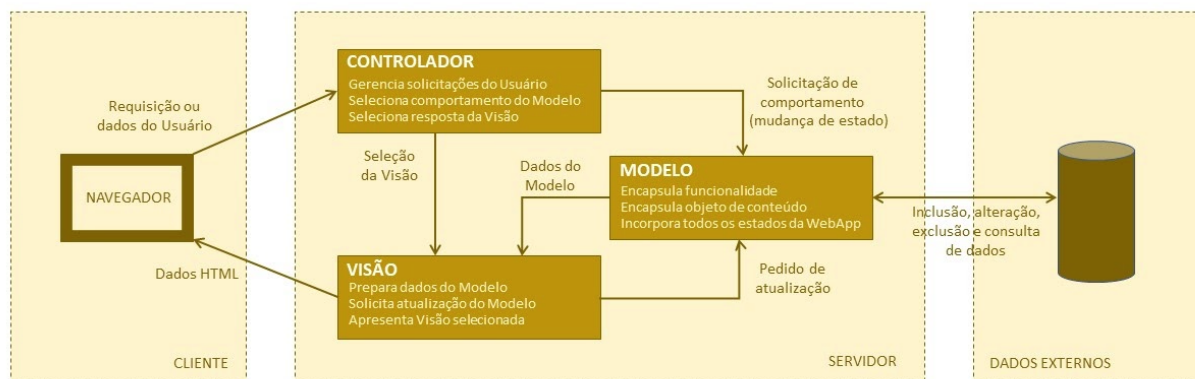 Requisição ou
dados do Usuário
NAVEGADOR
Dados HTML
CLIENTE
CONTROLADOR
Gerencia solicitações do Usuário
Seleciona comportamento do Modelo
Seleciona resposta da Visão
Solicitação de
comportamento
(mudança de estado)
Seleção
da Visão
Dados do
Modelo
MODELO
Encapsula funcionalidade
Encapsula objeto de conteúdo
Incorpora todos os estados da WebApp
VISÃO
Prepara dados do Modelo
Solicita atualização do Modelo
Apresenta Visão selecionada
Pedido de
atualização
SERVIDOR
Inclusão, alteração,
exclusão e consulta
de dados
DADOS EXTERNOS